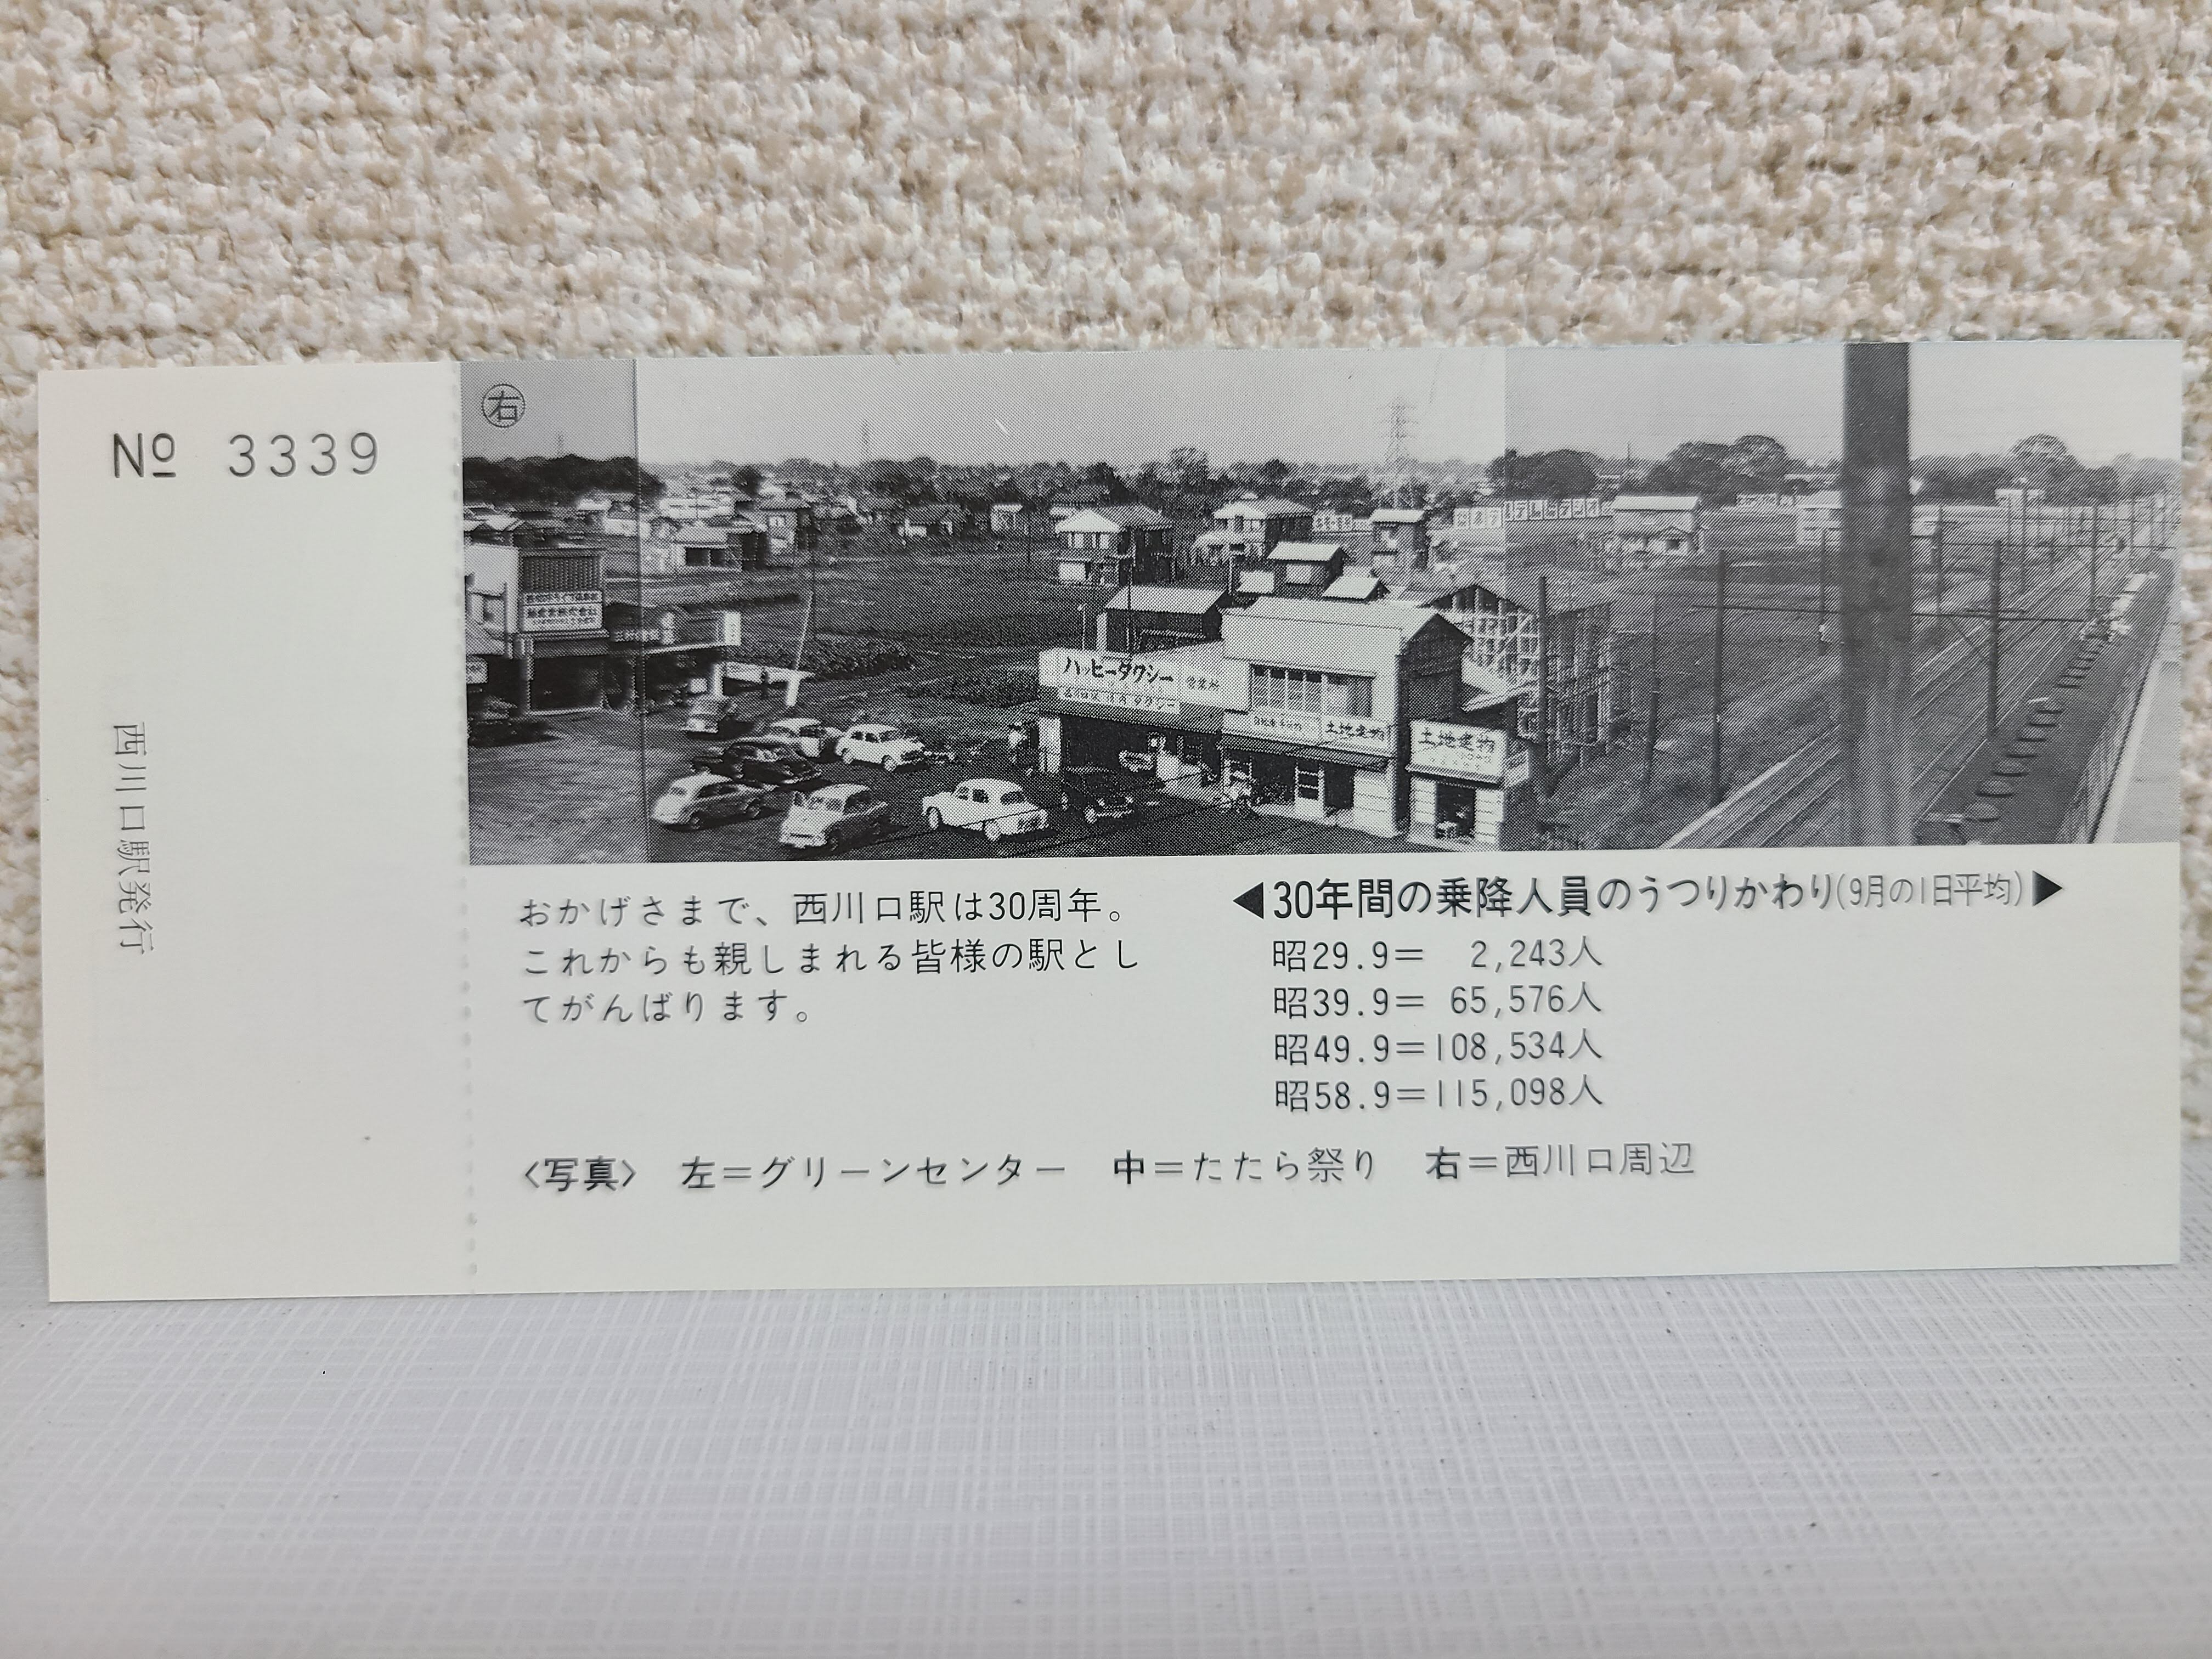 № 3339
西川口駅発行
右
ハッピータクシー 営業所
土地建物
土地建物
おかげさまで、西川口駅は30周年。
これからも親しまれる皆様の駅とし
てがんばります。
◀30年間の乗降人員のうつりかわり(9月の1日平均)▶
昭29.9= 2,243人
昭39.9= 65,576人
昭49.9=108,534人
昭58.9=115,098人
〈写真〉 左=グリーンセンター 中=たたら祭り 右=西川口周辺